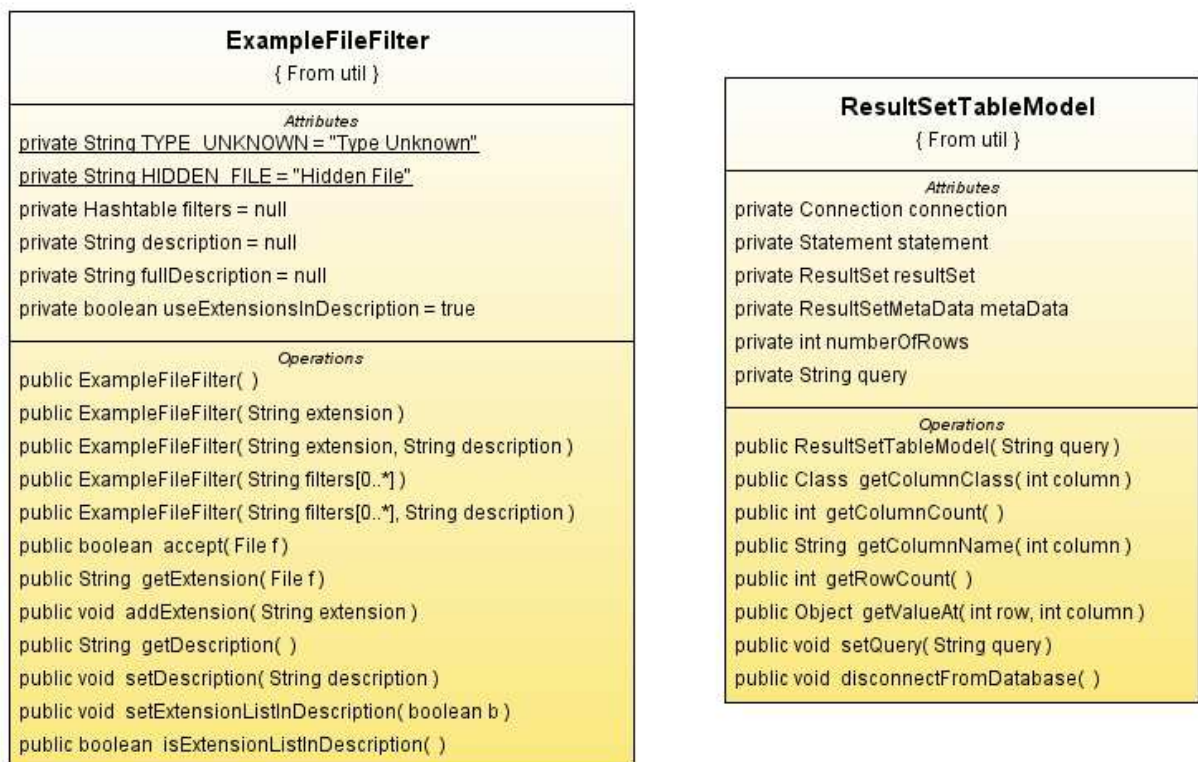 ExampleFileFilter
{ From util }
Attributes
private String TYPE_UNKNOWN = "Type Unknown"
private String HIDDEN_FILE = "Hidden File"
private Hashtable filters = null
private String description = null
private String fullDescription = null
private boolean useExtensionsInDescription = true
Operations
public ExampleFileFilter( )
public ExampleFileFilter( String extension )
public ExampleFileFilter( String extension, String description )
public ExampleFileFilter( String filters[0..*] )
public ExampleFileFilter( String filters[0..*], String description )
public boolean accept( File f )
public String getExtension( File f )
public void addExtension( String extension )
public String getDescription( )
public void setDescription( String description )
public void setExtensionListInDescription( boolean b )
public boolean isExtensionListInDescription( )
ResultSetTableModel
{ From util }
Attributes
private Connection connection
private Statement statement
private ResultSet resultSet
private ResultSetMetaData metaData
private int numberOfRows
private String query
Operations
public ResultSetTableModel( String query )
public Class getColumnClass( int column )
public int getColumnCount( )
public String getColumnName( int column )
public int getRowCount( )
public Object getValueAt( int row, int column )
public void setQuery( String query )
public void disconnectFromDatabase( )